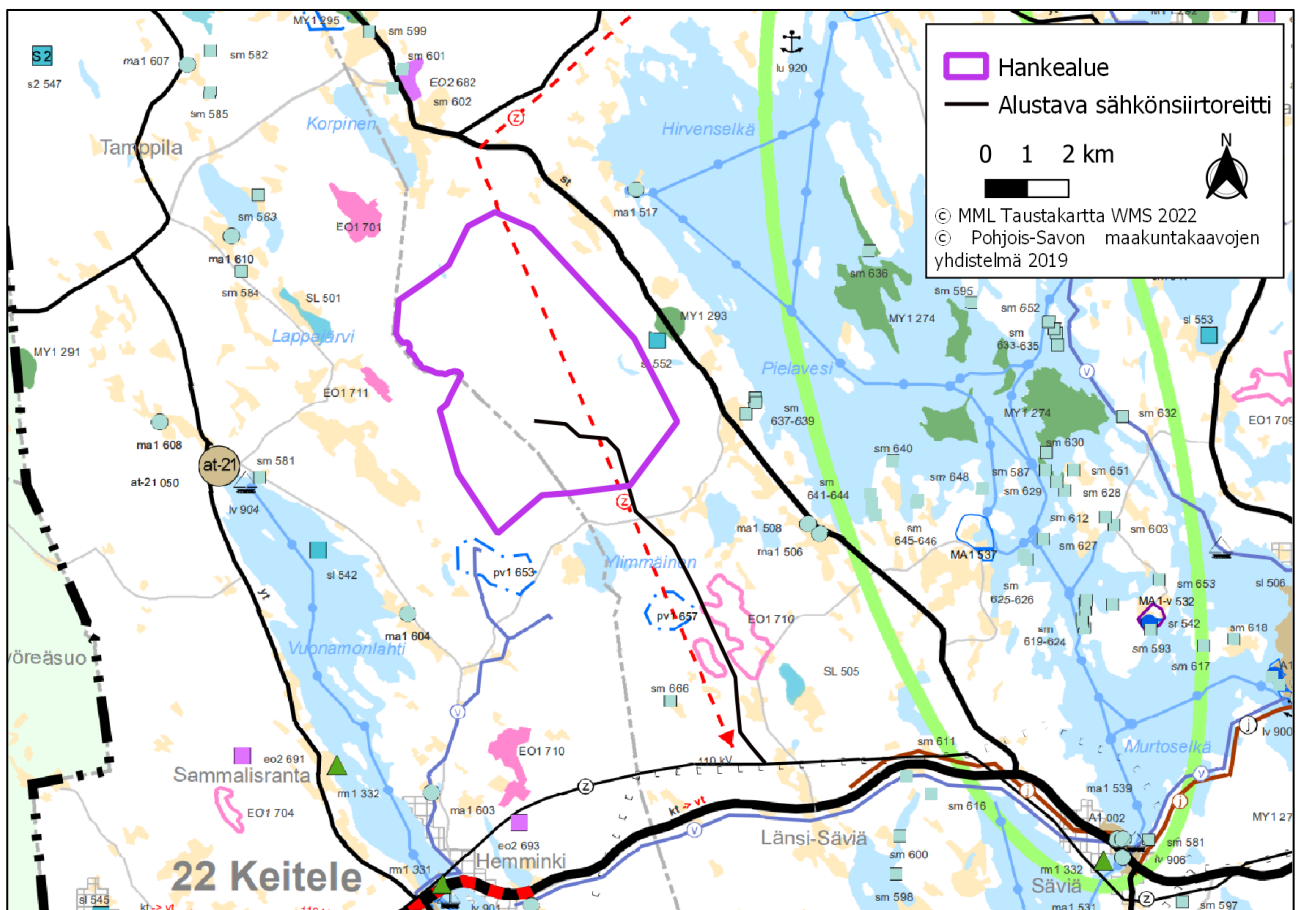 MY1 295
sm 599
S2
s2 547
ma1 607
sm 582
sm 585
sm 601
EO2 682
sm 602
Korpinen
Tamppila
z
lu 920
Hirvenselkä
Hankealue
Alustava sähkönsiirtoreitti
0 1 2 km
N
© MML Taustakartta WMS 2022
© Pohjois-Savon maakuntakaavojen
yhdistelmä 2019
st
ma1 517
sm 583
EO1 701
ma1 610
sm 584
SL 501
Lappajärvi
sm 636
sm 595
MY1 274
sm 652
sm
633-635
sl 553
MY1 293
sl 552
MY1 291
EO1 711
Pielavesi
v
MY1 274
sm 632
EO1 709
sm
637-639
ma1 608
at-21
at-21 050
sm 581
lv 904
sm 640
sm 630
sm 587
sm 651
sm 648
sm 629
sm 628
sm
641-644
sm
645-646
sm 612
sm 603
z
ma1 508
ma1 506
MA1 537
sm 627
sl 542
pv1 653
Ylimmäinen
pv1 657
EO1 710
sm
625-626
sm 653
sl 506
MA1-v 532
sr 542
sm 618
sm
619-624
sm 593
sm 617
yt
ma1 604
Vuonamonlahti
yöreäsuo
SL 505
sm 666
v
A1
lv 900
eo2 691
Sammalisranta
rm1 332
EO1 710
110 kV
sm 611
Murtoselkä
j
v
EO1 704
ma1 603
z
kt -> vt
sm 616
j
ma1 539
A1 002
MY1 27
eo2 693
Hemminki
v
Länsi-Säviä
sm 600
sm 581
lv 906
22 Keitele
rm1 331
rm1 332
Säviä
sm 598
ma1 531
z
sm 597
sl 545
kt -> vt
lv 901